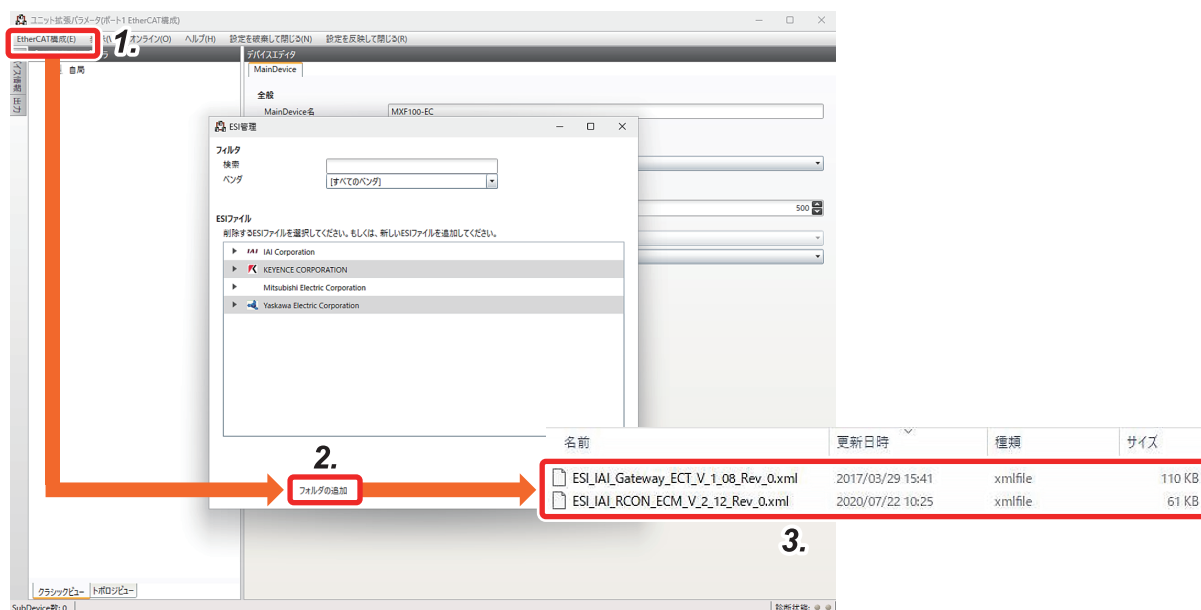 ユニット拡張パラメータ(ポート1 EtherCAT構成)
EtherCAT構成(E) オンライン(O) ヘルプ(H) 設定を破棄して閉じる(N) 設定を反映して閉じる(R)
1.
デバイスエディタ
自局
MainDevice
出力
全般
MainDevice名 MXF100-EC
ESI管理
フィルタ
検索
ベンダ [すべてのベンダ]
500
ESIファイル
削除するESIファイルを選択してください。もしくは、新しいESIファイルを追加してください。
IAI IAI Corporation
KEYENCE CORPORATION
Mitsubishi Electric Corporation
Yaskawa Electric Corporation
2.
フォルダの追加
名前 更新日時 種類 サイズ
ESI_IAI_Gateway_ECT_V_1_08_Rev_0.xml 2017/03/29 15:41 xmlfile 110 KB
ESI_IAI_RCON_ECM_V_2_12_Rev_0.xml 2020/07/22 10:25 xmlfile 61 KB
3.
クラシックビュー トポロジビュー
SubDevice数: 0 診断状態: